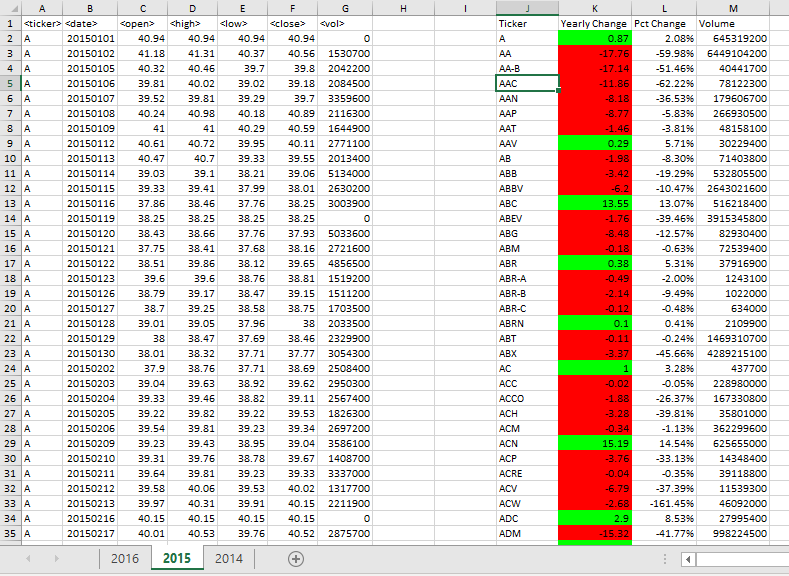 A B C D E F G H I J K L M
1 <ticker> <date> <open> <high> <low> <close> <vol> Ticker Yearly Change Pct Change Volume
2 A 20150101 40.94 40.94 40.94 40.94 0 A 0.87 2.08% 645319200
3 A 20150102 41.18 41.31 40.37 40.56 1530700 AA -17.76 -59.98% 6449104200
4 A 20150105 40.32 40.46 39.7 39.8 2042200 AA-B -17.14 -51.46% 40441700
5 A 20150106 39.81 40.02 39.02 39.18 2084500 AAC -11.86 -62.22% 78122300
6 A 20150107 39.52 39.81 39.29 39.7 3359600 AAN -8.18 -36.53% 179606700
7 A 20150108 40.24 40.98 40.18 40.89 2116300 AAP -8.77 -5.83% 266930500
8 A 20150109 41 41 40.29 40.59 1644900 AAT -1.46 -3.81% 48158100
9 A 20150112 40.61 40.72 39.95 40.11 2771100 AAV 0.29 5.71% 30229400
10 A 20150113 40.47 40.7 39.33 39.55 2013400 AB -1.98 -8.30% 71403800
11 A 20150114 39.03 39.1 38.21 39.06 5134000 ABB -3.42 -19.29% 532805500
12 A 20150115 39.33 39.41 37.99 38.01 2630200 ABBV -6.2 -10.47% 2643021600
13 A 20150116 37.86 38.46 37.76 38.25 3003900 ABC 13.55 13.07% 516218400
14 A 20150119 38.25 38.25 38.25 38.25 0 ABEV -1.76 -39.46% 3915345800
15 A 20150120 38.43 38.66 37.76 37.93 5033600 ABG -8.48 -12.57% 82930400
16 A 20150121 37.75 38.41 37.68 38.16 2721600 ABM -0.18 -0.63% 72539400
17 A 20150122 38.51 39.86 38.12 39.65 4856500 ABR 0.38 5.31% 37916900
18 A 20150123 39.6 39.6 38.76 38.81 1519200 ABR-A -0.49 -2.00% 1243100
19 A 20150126 38.79 39.17 38.47 39.15 1511200 ABR-B -2.14 -9.49% 1022000
20 A 20150127 38.7 39.25 38.58 38.75 1703500 ABR-C -0.12 -0.48% 634000
21 A 20150128 39.01 39.05 37.96 38 2033500 ABRN 0.1 0.41% 2109900
22 A 20150129 38 38.47 37.69 38.46 2329900 ABT -0.11 -0.24% 1469310700
23 A 20150130 38.01 38.32 37.71 37.77 3054300 ABX -3.37 -45.66% 4289215100
24 A 20150202 37.9 38.76 37.71 38.69 2508400 AC 1 3.28% 437700
25 A 20150203 39.04 39.63 38.92 39.62 2950300 ACC -0.02 -0.05% 228980000
26 A 20150204 39.33 39.46 38.82 39.11 2567400 ACCO -1.88 -26.37% 167330800
27 A 20150205 39.22 39.82 39.22 39.53 1826300 ACH -3.28 -39.81% 35801000
28 A 20150206 39.54 39.81 39.23 39.34 2697200 ACM -0.34 -1.13% 362299600
29 A 20150209 39.23 39.43 38.95 39.04 3586100 ACN 15.19 14.54% 625655000
30 A 20150210 39.31 39.76 38.78 39.67 1408700 ACP -3.76 -33.13% 14348400
31 A 20150211 39.64 39.81 39.23 39.33 3337000 ACRE -0.04 -0.35% 39118800
32 A 20150212 39.58 40.06 39.53 40.02 1317700 ACV -6.79 -37.39% 11539300
33 A 20150213 39.97 40.31 39.91 40.15 2211900 ACW -2.68 -161.45% 46092000
34 A 20150216 40.15 40.15 40.15 40.15 0 ADC 2.9 8.53% 27995400
35 A 20150217 40.01 40.53 39.76 40.52 2875700 ADM -15.32 -41.77% 998224500
2016 2015 2014